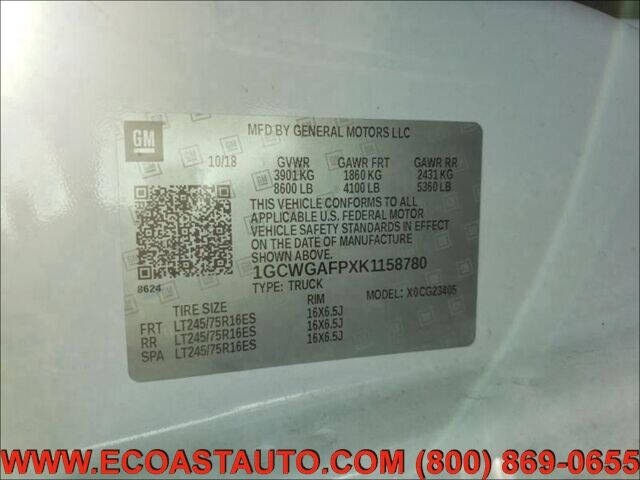 GM
MFD BY GENERAL MOTORS LLC
10/18 GVWR GAWR FRT GAWR RR
3901 KG 1860 KG 2431 KG
8600 LB 4100 LB 5360 LB
THIS VEHICLE CONFORMS TO ALL
APPLICABLE U.S. FEDERAL MOTOR
VEHICLE SAFETY STANDARDS IN EFFECT
ON THE DATE OF MANUFACTURE
SHOWN ABOVE.
8624
1GCWGAFPXK1158780
TYPE: TRUCK MODEL: X0CG23405
TIRE SIZE RIM
FRT LT245/75R16ES 16X6.5J
RR LT245/75R16ES 16X6.5J
SPA LT245/75R16ES 16X6.5J
WWW.ECOASTAUTO.COM (800) 869-0655